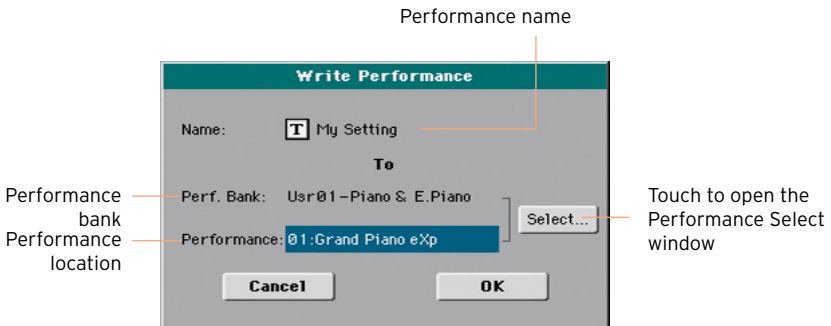 Performance name
Write Performance
Name: T My Setting
To
Performance bank
Perf. Bank: Usr01-Piano & E.Piano
Select...
Touch to open the Performance Select window
Performance location
Performance: 01:Grand Piano eXp
Cancel OK